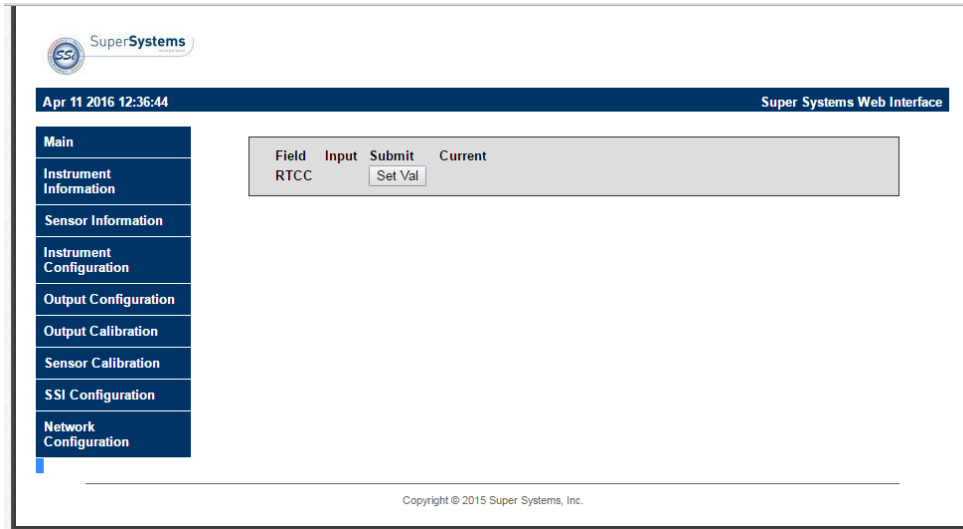 SSi
SuperSystems
Apr 11 2016 12:36:44
Super Systems Web Interface
Main
Instrument
Information
Sensor Information
Instrument
Configuration
Output Configuration
Output Calibration
Sensor Calibration
SSI Configuration
Network
Configuration
Field Input Submit Current
RTCC Set Val
Copyright © 2015 Super Systems, Inc.